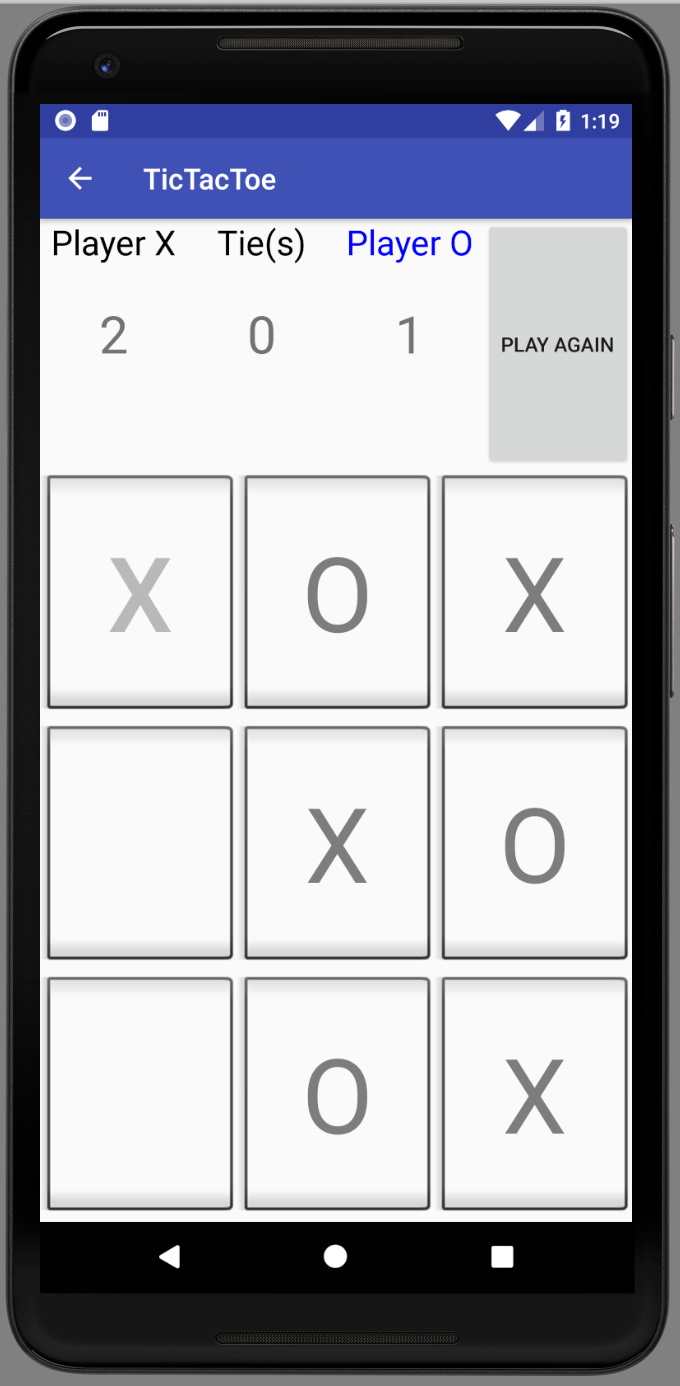 1:19
TicTacToe
Player X Tie(s) Player O
2 0 1
PLAY AGAIN
X O X
X O
O X